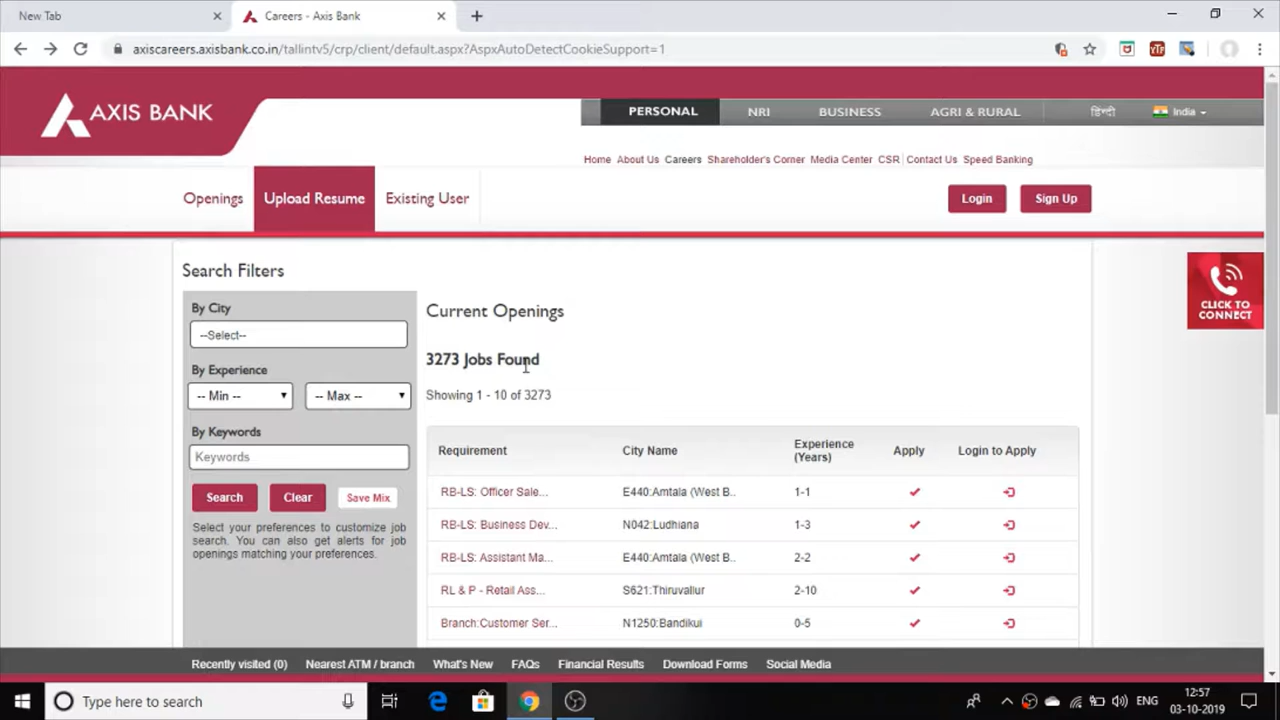 New Tab
Careers - Axis Bank
axiscareers.axisbank.co.in/tallintv5/crp/client/default.aspx?AspxAutoDetectCookieSupport=1
AXIS BANK
PERSONAL NRI BUSINESS AGRI & RURAL हिन्दी India
Home About Us Careers Shareholder's Corner Media Center CSR Contact Us Speed Banking
Openings Upload Resume Existing User Login Sign Up
CLICK TO
CONNECT
Search Filters
By City
--Select--
By Experience
-- Min -- -- Max --
By Keywords
Keywords
Search Clear Save Mix
Select your preferences to customize job
search. You can also get alerts for job
openings matching your preferences.
Current Openings
3273 Jobs Found
Showing 1 - 10 of 3273
Requirement City Name Experience (Years) Apply Login to Apply
RB-LS: Officer Sale... E440:Amtala (West B.. 1-1
RB-LS: Business Dev... N042:Ludhiana 1-3
RB-LS: Assistant Ma... E440:Amtala (West B.. 2-2
RL & P - Retail Ass... S621:Thiruvallur 2-10
Branch:Customer Ser... N1250:Bandikui 0-5
Recently visited (0) Nearest ATM / branch What's New FAQs Financial Results Download Forms Social Media
Type here to search
ENG
12:57
03-10-2019